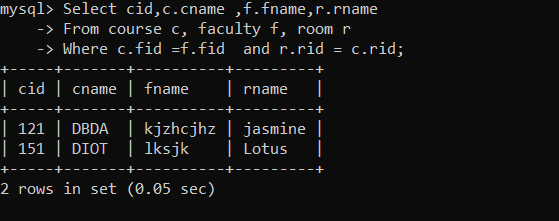 mysql> Select cid,c.cname ,f.fname,r.rname
    -> From course c, faculty f, room r
    -> Where c.fid =f.fid  and r.rid = c.rid;
+-----+-------+----------+---------+
| cid | cname | fname    | rname   |
+-----+-------+----------+---------+
| 121 | DBDA  | kjzhcjhz | jasmine |
| 151 | DIOT  | lksjk    | Lotus   |
+-----+-------+----------+---------+
2 rows in set (0.05 sec)